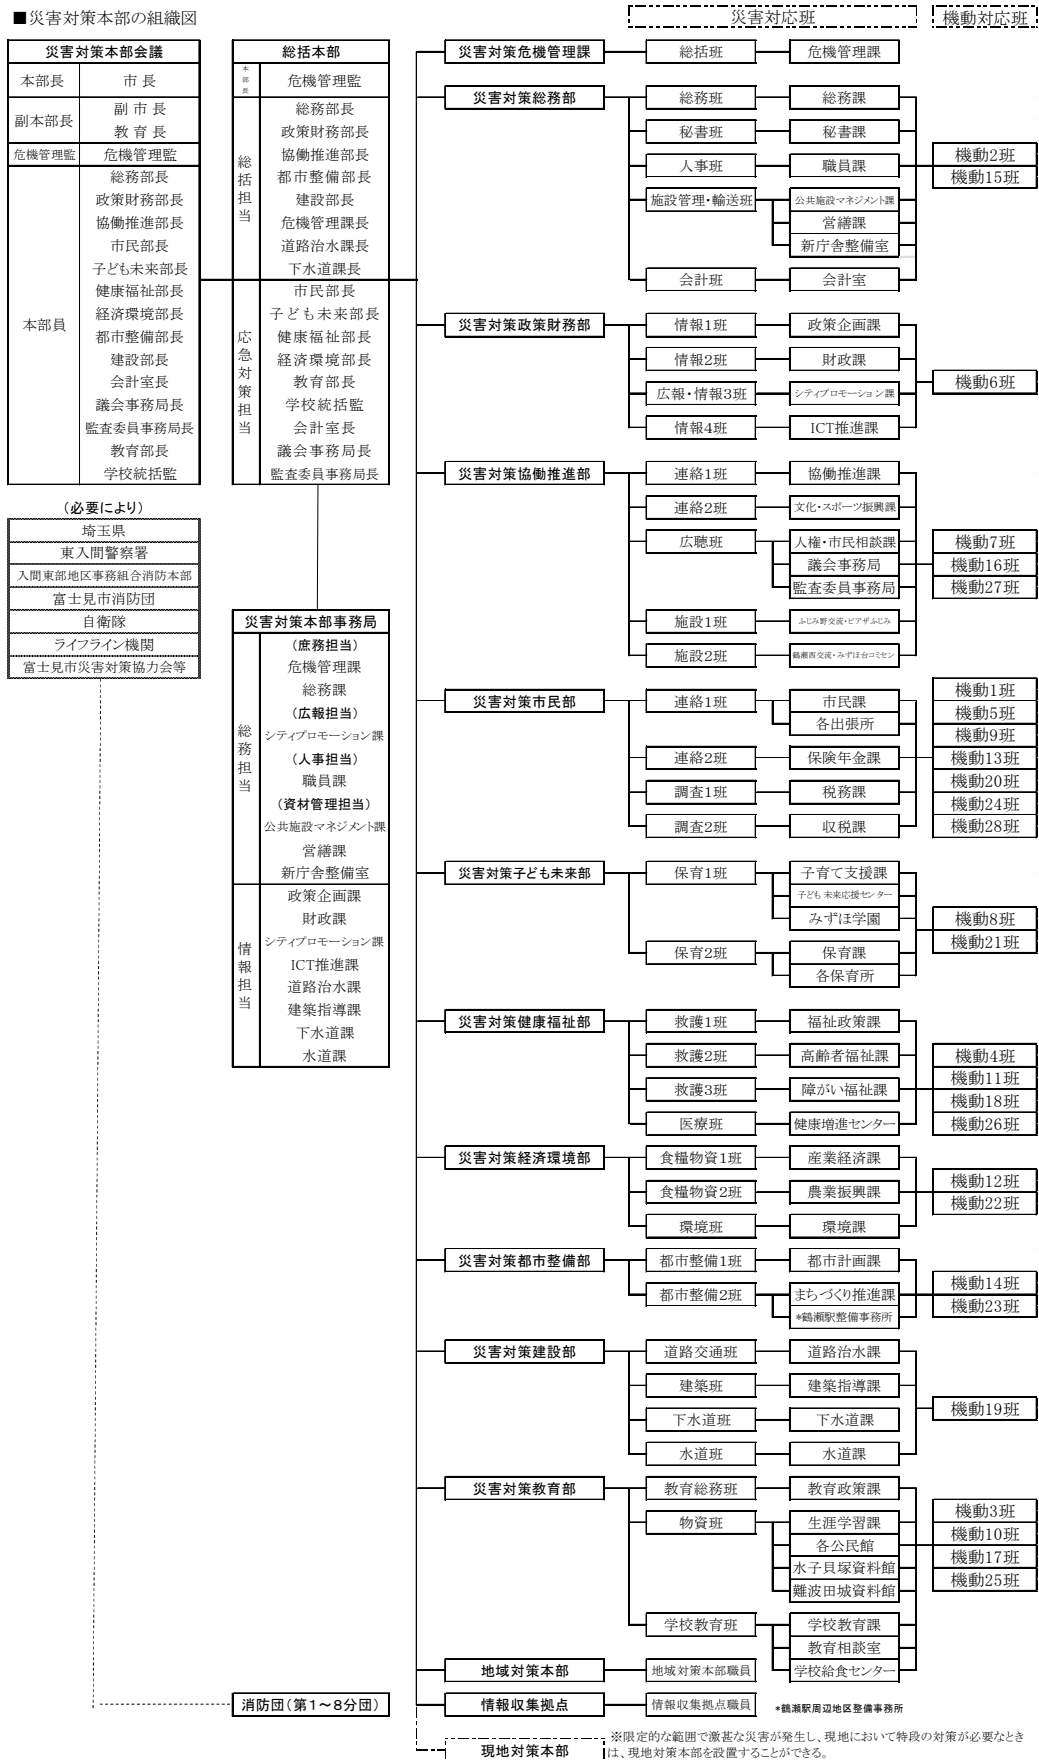 ■災害対策本部の組織図
災害対応班
機動対応班
災害対策本部会議
本部長
市 長
副本部長
副 市 長
教 育 長
危機管理監
危機管理監
本部員
総務部長
政策財務部長
協働推進部長
市民部長
子ども未来部長
健康福祉部長
経済環境部長
都市整備部長
建設部長
会計室長
議会事務局長
監査委員事務局長
教育部長
学校統括監
(必要により)
埼玉県
東入間警察署
入間東部地区事務組合消防本部
富士見市消防団
自衛隊
ライフライン機関
富士見市災害対策協力会等
総括本部
本部長
危機管理監
総括担当
総務部長
政策財務部長
協働推進部長
都市整備部長
建設部長
危機管理課長
道路治水課長
下水道課長
応急対策担当
市民部長
子ども未来部長
健康福祉部長
経済環境部長
教育部長
学校統括監
会計室長
議会事務局長
監査委員事務局長
災害対策本部事務局
総務担当
(庶務担当)
危機管理課
総務課
(広報担当)
シティプロモーション課
(人事担当)
職員課
(資材管理担当)
公共施設マネジメント課
営繕課
新庁舎整備室
情報担当
政策企画課
財政課
シティプロモーション課
ICT推進課
道路治水課
建築指導課
下水道課
水道課
消防団(第1～8分団)
災害対策危機管理課
総括班
危機管理課
災害対策総務部
総務班
総務課
秘書班
秘書課
人事班
職員課
施設管理・輸送班
公共施設マネジメント課
営繕課
新庁舎整備室
会計班
会計室
機動2班
機動15班
災害対策政策財務部
情報1班
政策企画課
情報2班
財政課
広報・情報3班
シティプロモーション課
情報4班
ICT推進課
機動6班
災害対策協働推進部
連絡1班
協働推進課
連絡2班
文化・スポーツ振興課
広聴班
人権・市民相談課
議会事務局
監査委員事務局
施設1班
ふじみ野交流・ピアザふじみ
施設2班
鶴瀬西交流・みずほ台コミセン
機動7班
機動16班
機動27班
災害対策市民部
連絡1班
市民課
各出張所
連絡2班
保険年金課
調査1班
税務課
調査2班
収税課
機動1班
機動5班
機動9班
機動13班
機動20班
機動24班
機動28班
災害対策子ども未来部
保育1班
子育て支援課
子ども未来応援センター
みずほ学園
保育2班
保育課
各保育所
機動8班
機動21班
災害対策健康福祉部
救護1班
福祉政策課
救護2班
高齢者福祉課
救護3班
障がい福祉課
医療班
健康増進センター
機動4班
機動11班
機動18班
機動26班
災害対策経済環境部
食糧物資1班
産業経済課
食糧物資2班
農業振興課
環境班
環境課
機動12班
機動22班
災害対策都市整備部
都市整備1班
都市計画課
都市整備2班
まちづくり推進課
*鶴瀬駅整備事務所
機動14班
機動23班
災害対策建設部
道路交通班
道路治水課
建築班
建築指導課
下水道班
下水道課
水道班
水道課
機動19班
災害対策教育部
教育総務班
教育政策課
物資班
生涯学習課
各公民館
水子貝塚資料館
難波田城資料館
学校教育班
学校教育課
教育相談室
学校給食センター
機動3班
機動10班
機動17班
機動25班
地域対策本部
地域対策本部職員
情報収集拠点
情報収集拠点職員
*鶴瀬駅周辺地区整備事務所
現地対策本部
※限定的な範囲で激甚な災害が発生し、現地において特段の対策が必要なとき
は、現地対策本部を設置することができる。